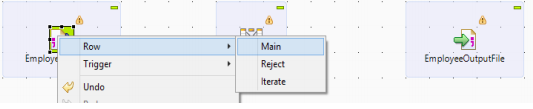 Row
Main
Employe
EmployeeOutputFile
Trigger
Reject
Iterate
Undo